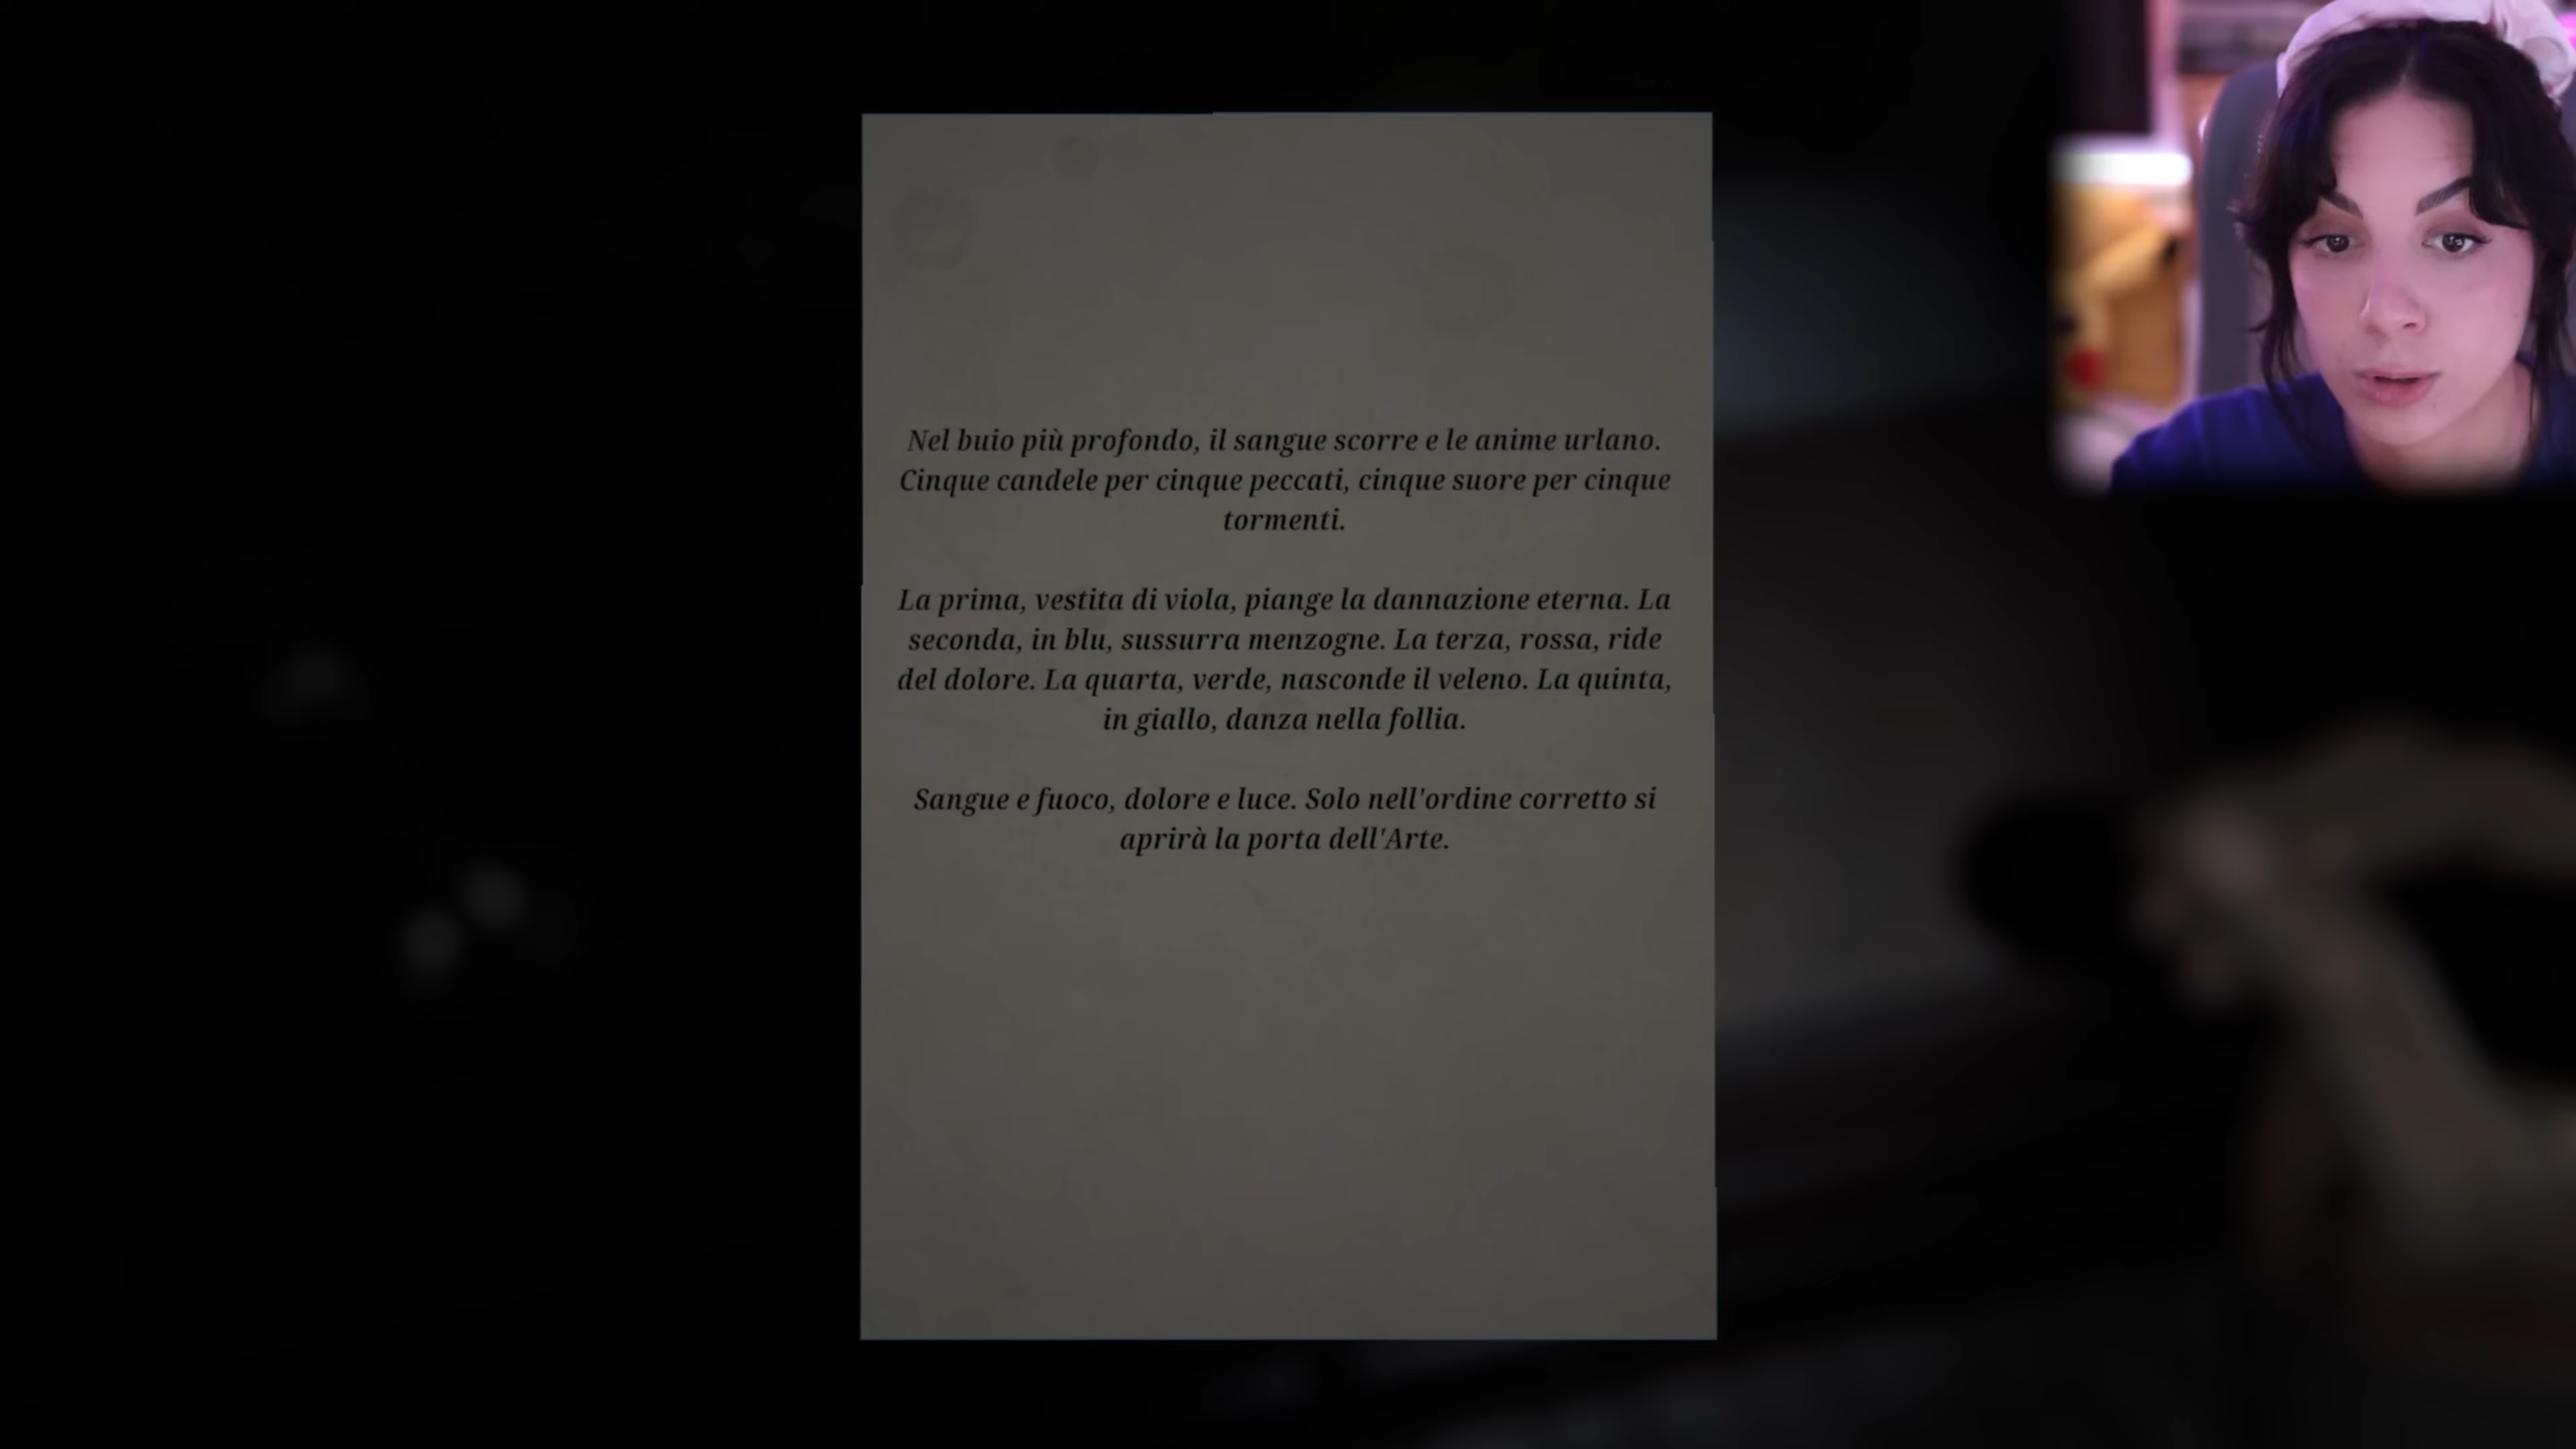 Nel buio più profondo, il sangue scorre e le anime urlano.
Cinque candele per cinque peccati, cinque suore per cinque
tormenti.
La prima, vestita di viola, piange la dannazione eterna. La
seconda, in blu, sussurra menzogne. La terza, rossa, ride
del dolore. La quarta, verde, nasconde il veleno. La quinta,
in giallo, danza nella follia.
Sangue e fuoco, dolore e luce. Solo nell'ordine corretto si
aprirà la porta dell'Arte.